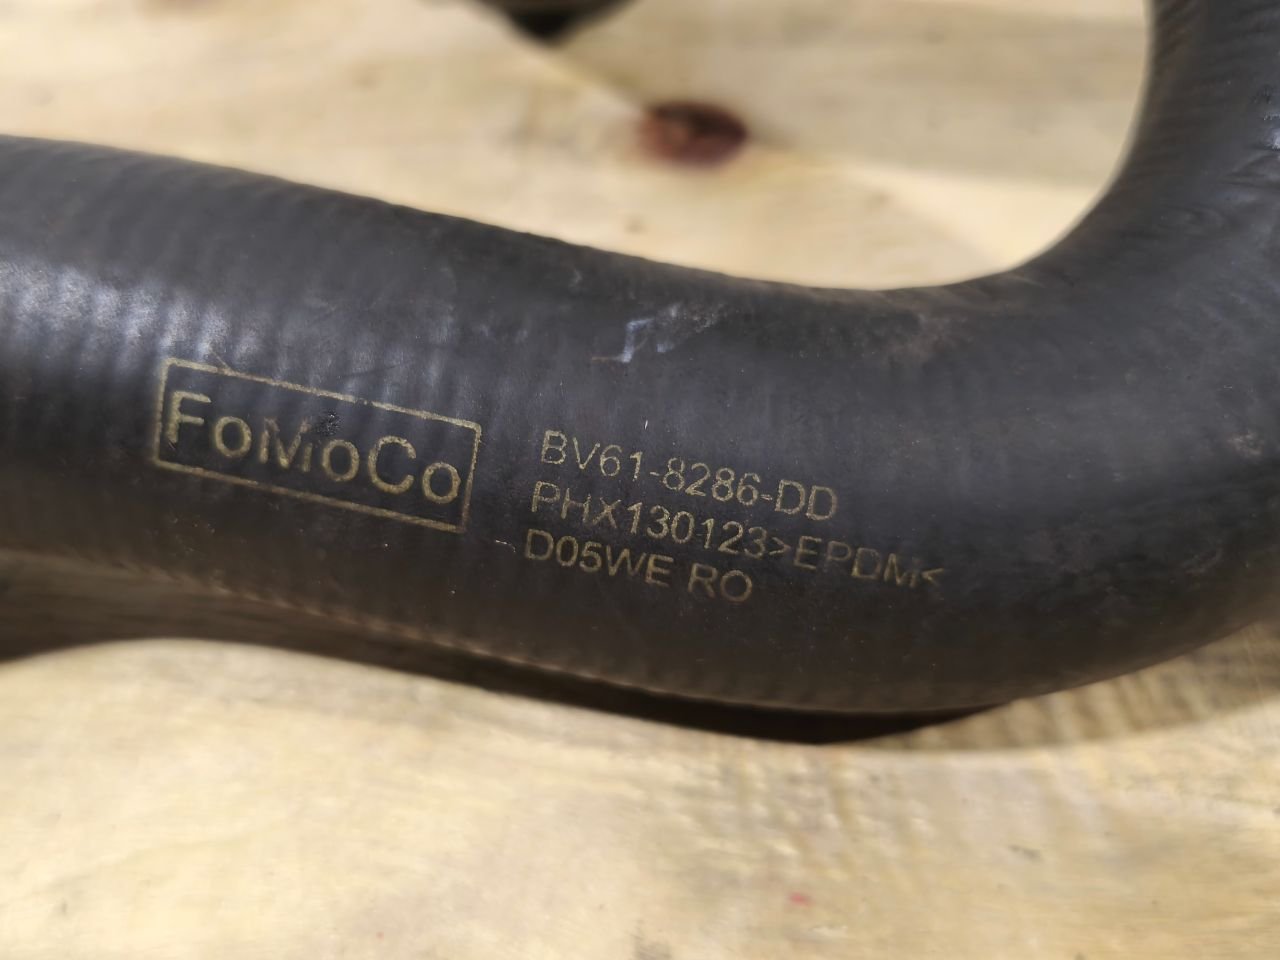 FoMoCo
BV61-8286-DD
PHX130123>EPDM<
D05WE RO